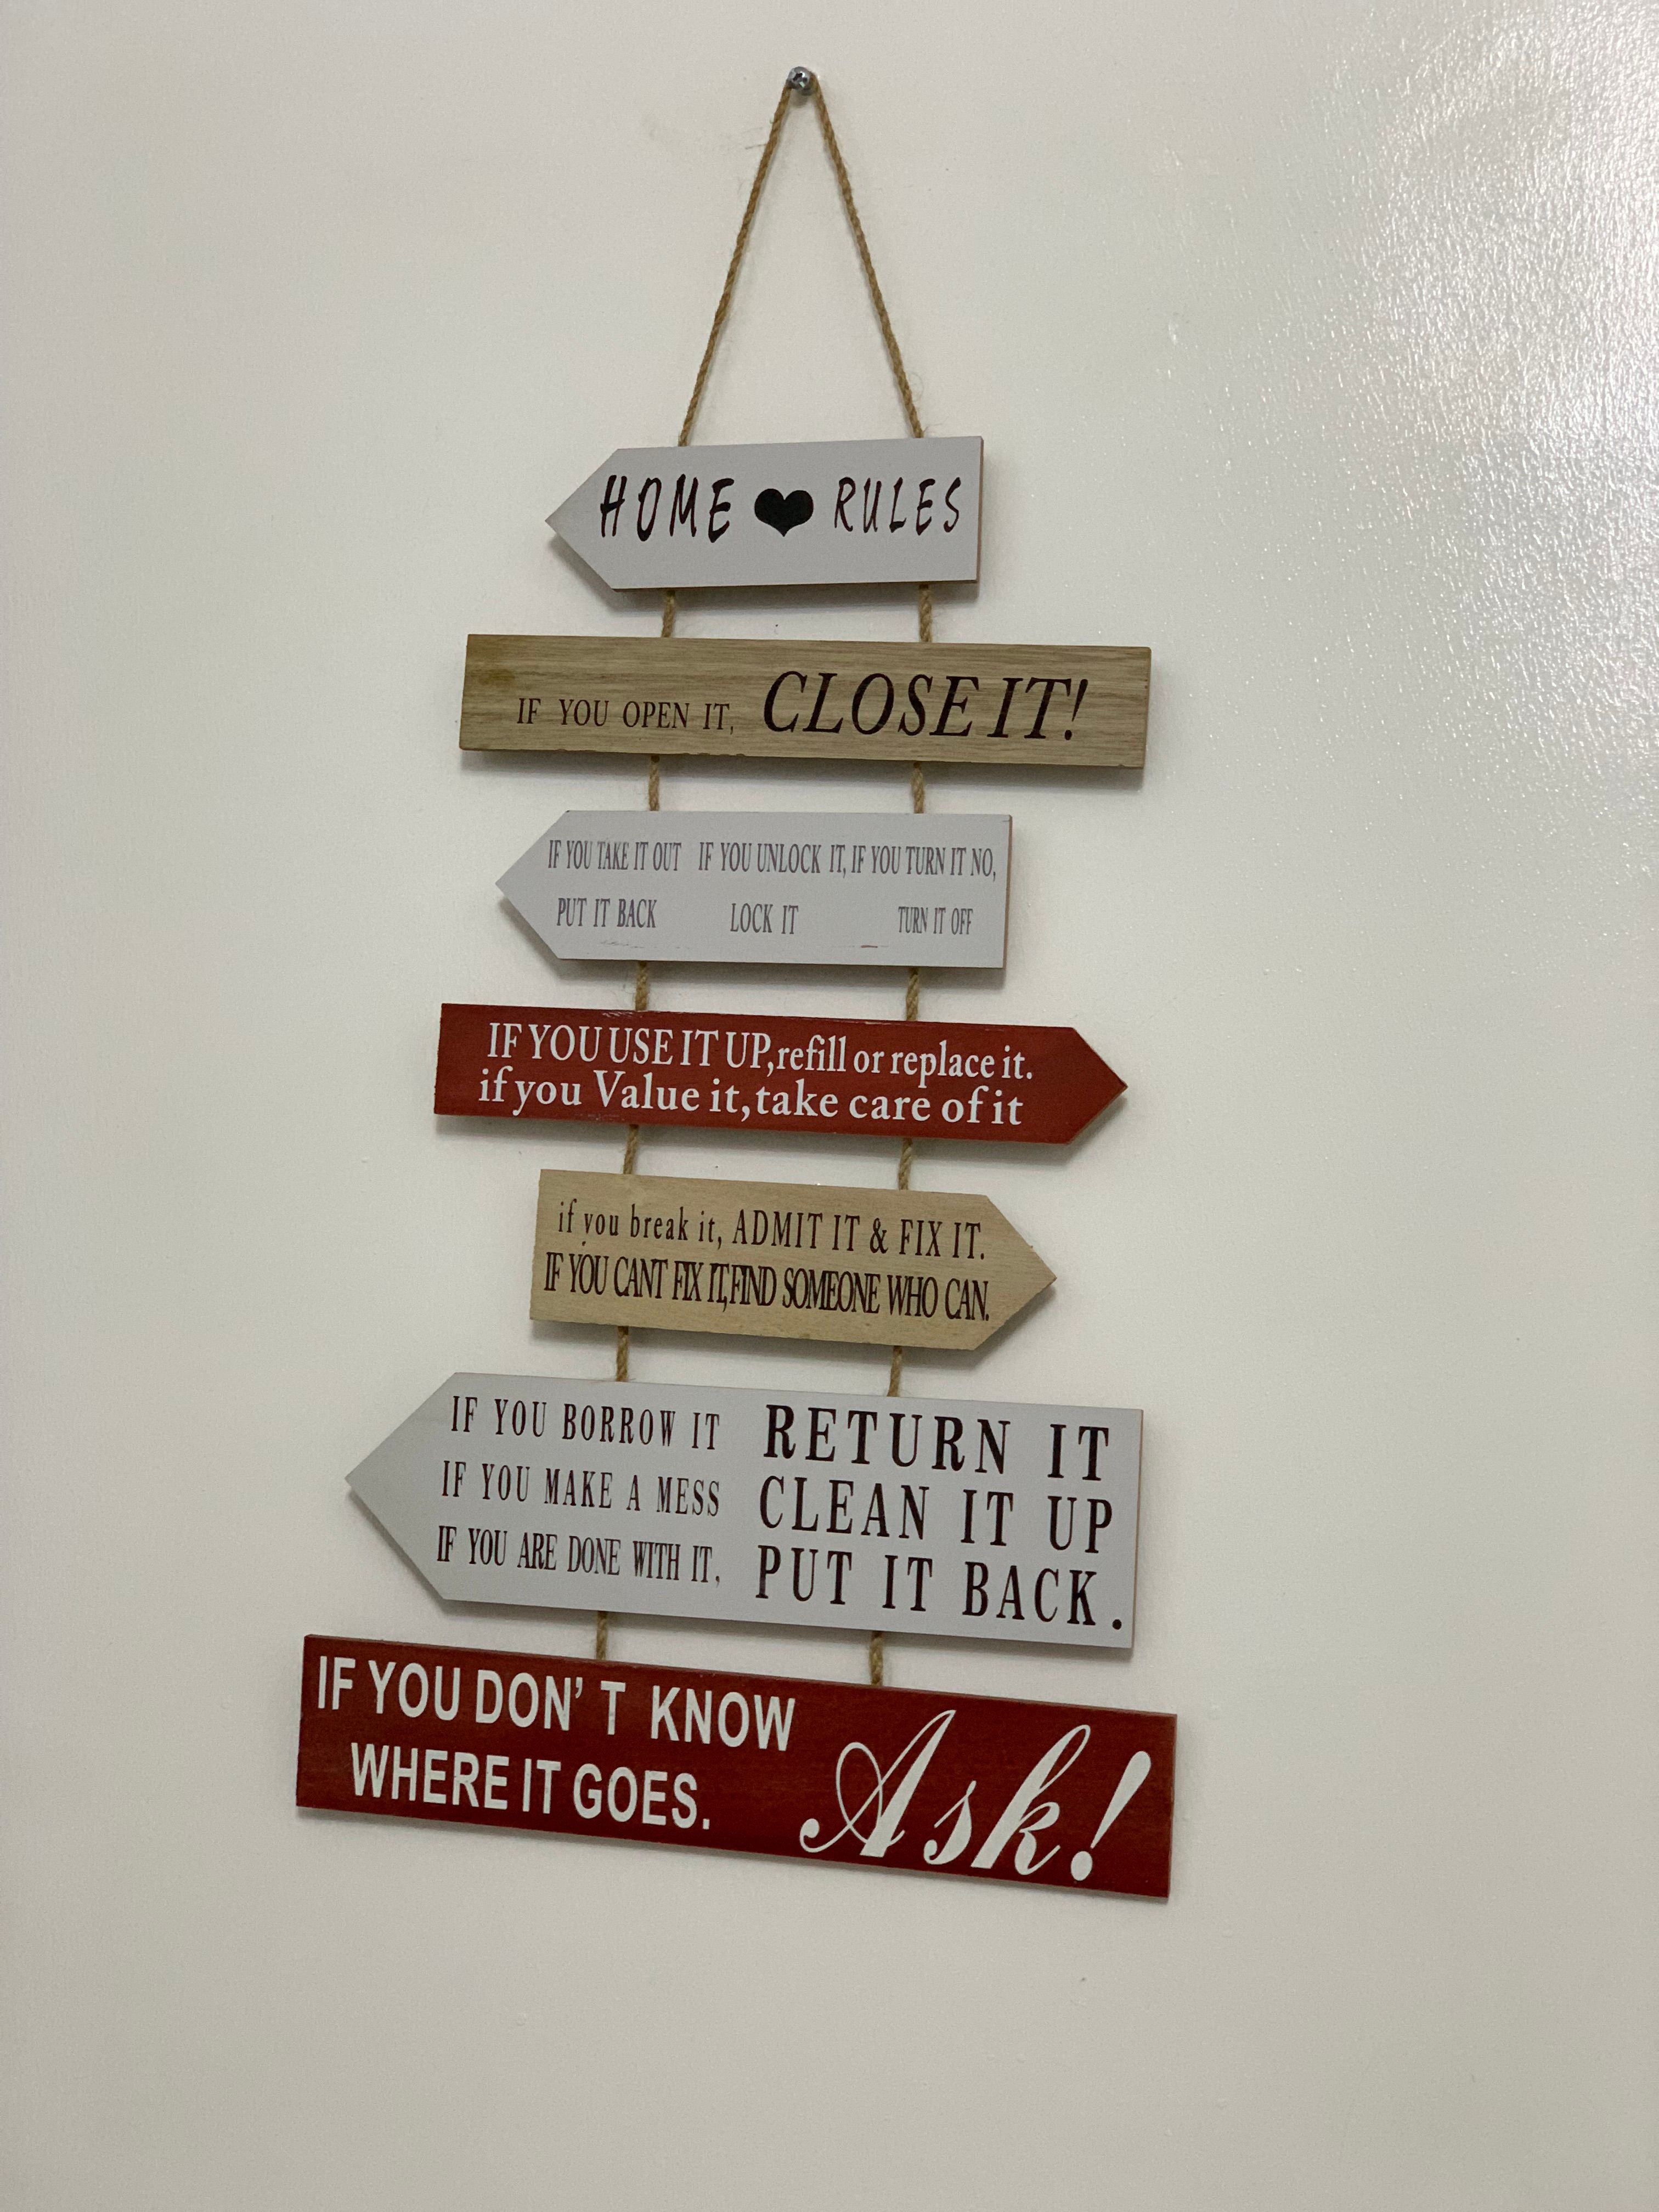 HOME RULES
IF YOU OPEN IT, CLOSE IT!
IF YOU TAKE IT OUT IF YOU UNLOCK IT, IF YOU TURN IT NO,
PUT IT BACK LOCK IT TURN IT OFF
IF YOU USE IT UP,refill or replace it.
if you Value it,take care of it
if you break it, ADMIT IT & FIX IT.
IF YOU CANT FIX IT,FIND SOMEONE WHO CAN.
IF YOU BORROW IT RETURN IT
IF YOU MAKE A MESS CLEAN IT UP
IF YOU ARE DONE WITH IT, PUT IT BACK.
IF YOU DON'T KNOW
WHERE IT GOES.
Ask!